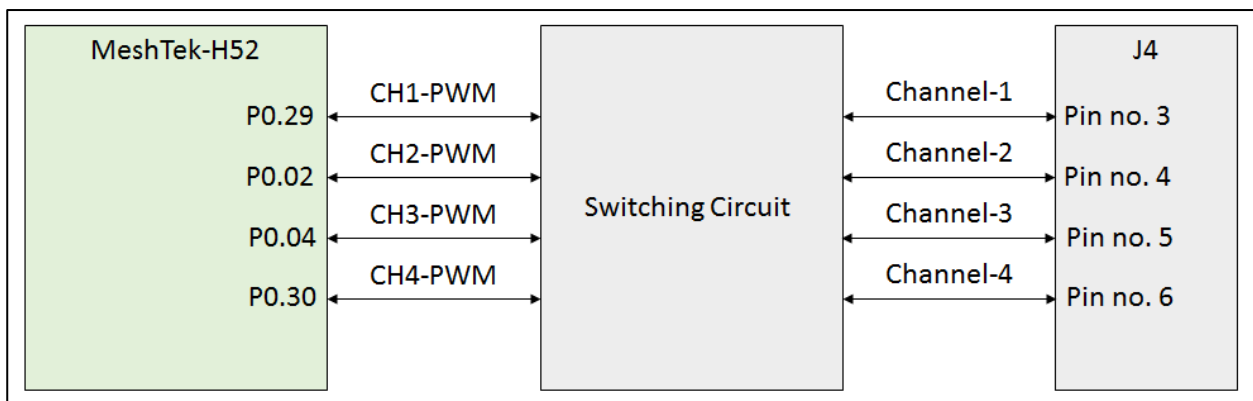 MeshTek-H52
J4
CH1-PWM
Channel-1
P0.29
Pin no. 3
CH2-PWM
Channel-2
P0.02
Pin no. 4
CH3-PWM
Switching Circuit
Channel-3
P0.04
Pin no. 5
CH4-PWM
Channel-4
P0.30
Pin no. 6